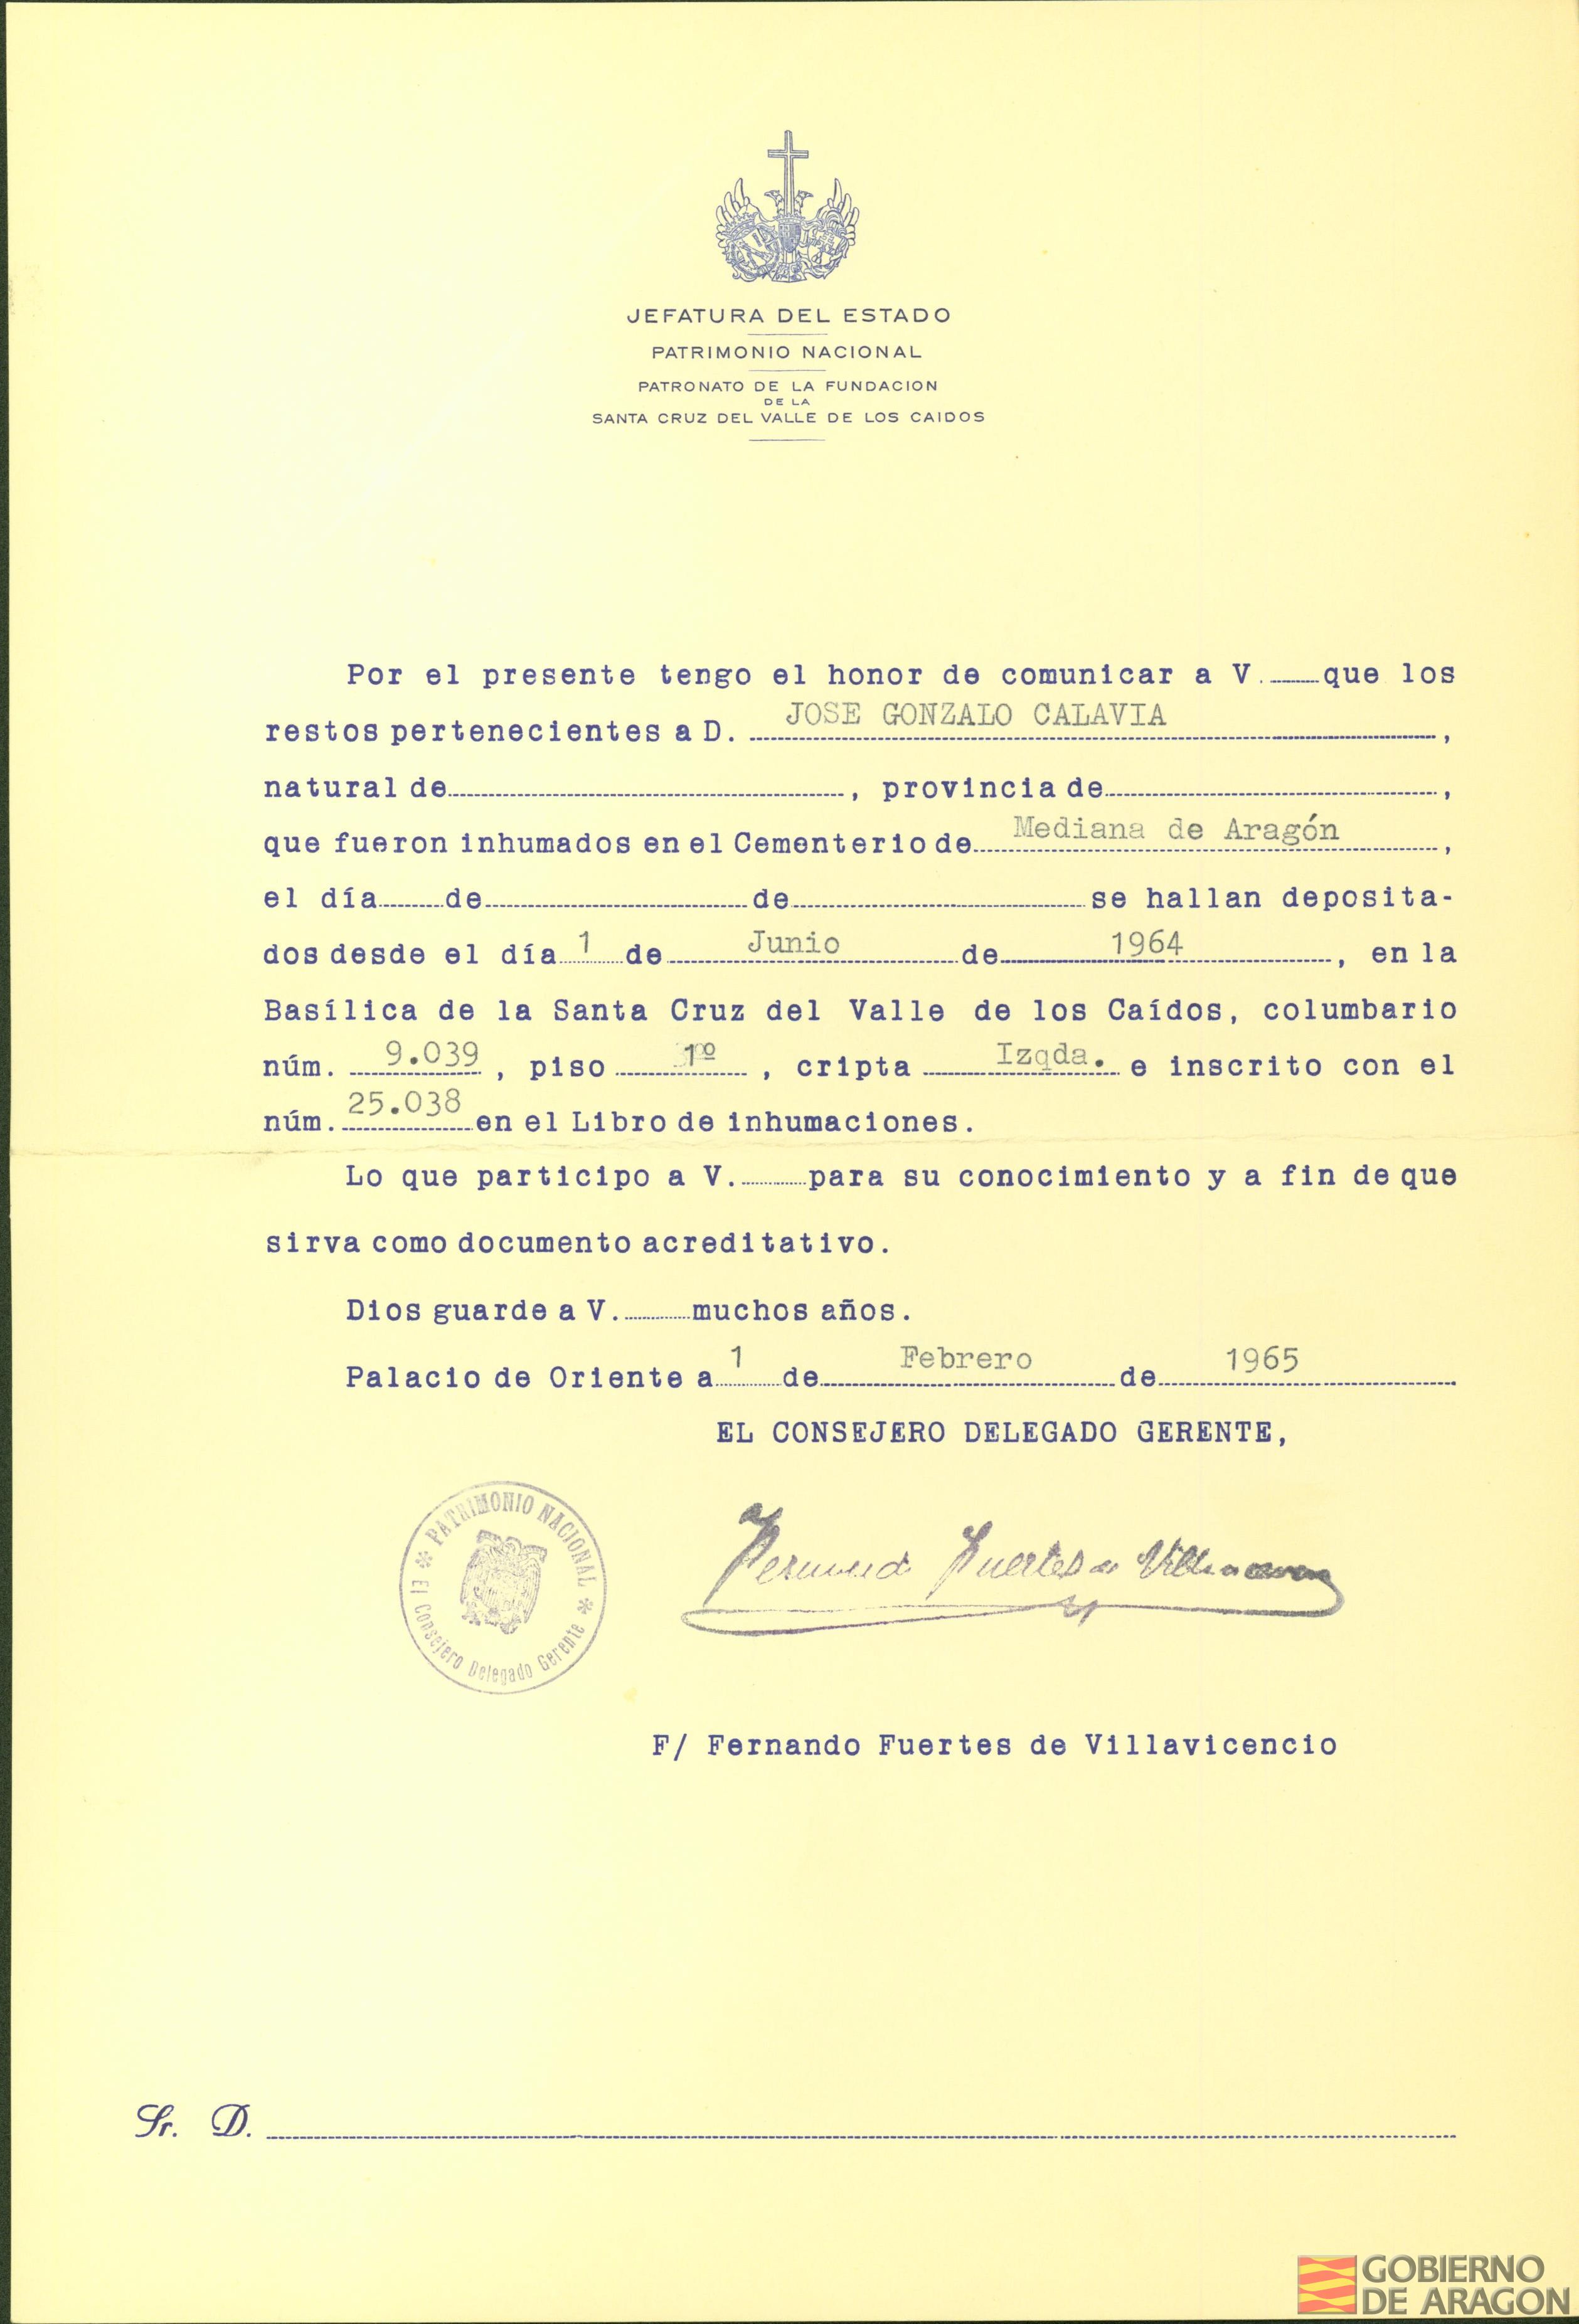 JEFATURA DEL ESTADO
PATRIMONIO NACIONAL
PATRONATO DE LA FUNDACION
DE LA
SANTA CRUZ DEL VALLE DE LOS CAIDOS
Por el presente tengo el honor de comunicar a V. que los
restos pertenecientes a D. JOSE GONZALO CALAVIA,
natural de , provincia de ,
que fueron inhumados en el Cementerio de Mediana de Aragón,
el día de de se hallan deposita-
dos desde el día 1 de Junio de 1964, en la
Basílica de la Santa Cruz del Valle de los Caídos, columbario
núm. 9.039, piso 1º, cripta Izqda. e inscrito con el
núm. 25.038 en el Libro de inhumaciones.
Lo que participo a V. para su conocimiento y a fin de que
sirva como documento acreditativo.
Dios guarde a V. muchos años.
Palacio de Oriente a 1 de Febrero de 1965
EL CONSEJERO DELEGADO GERENTE,
* PATRIMONIO NACIONAL *
El Consejero Delegado Gerente
Fernando Fuertes de Villavicencio
F/ Fernando Fuertes de Villavicencio
Sr. D.
GOBIERNO
DE ARAGON